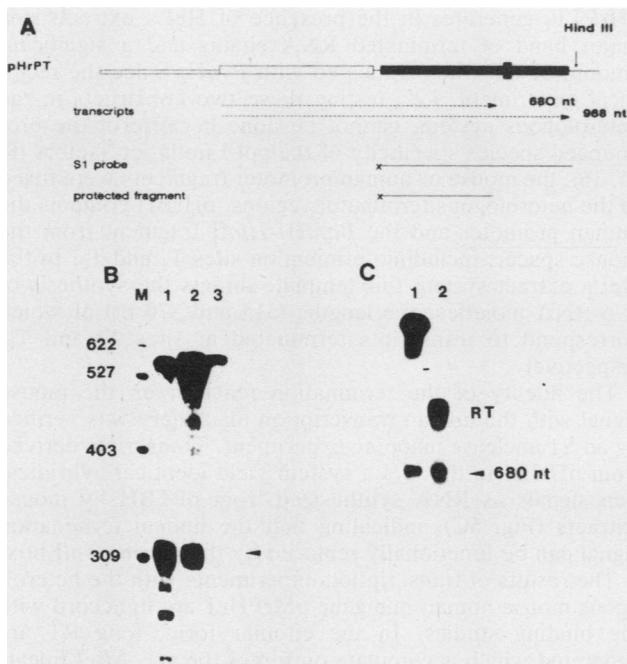 A
Hind III
pHrPT
680 nt
transcripts
968 nt
S1 probe
protected fragment
B
C
M 1 2 3
1 2
622
527
RT
403
680 nt
309